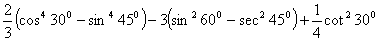 2/3(cos⁴ 30⁰ − sin⁴ 45⁰) − 3(sin² 60⁰ − sec² 45⁰) + 1/4 cot² 30⁰